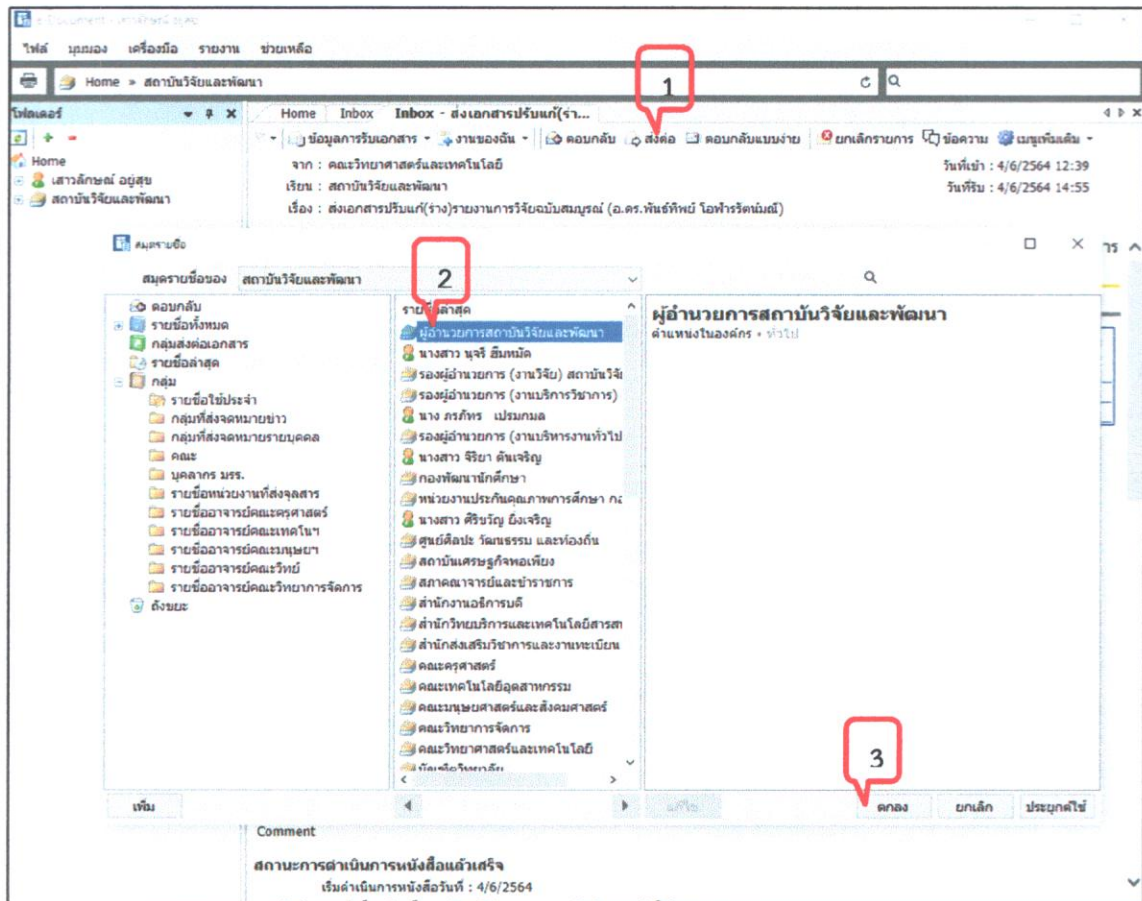 e-Document - เสาวลักษณ์ อยู่สุข
ไฟล์ มุมมอง เครื่องมือ รายงาน ช่วยเหลือ
Home » สถาบันวิจัยและพัฒนา
1
โฟลเดอร์
Home Inbox Inbox - ส่งเอกสารปรับแก้(ร่า...
ข้อมูลการรับเอกสาร งานของฉัน ตอบกลับ ส่งต่อ ตอบกลับแบบง่าย ยกเลิกรายการ ข้อความ เมนูเพิ่มเติม
Home
เสาวลักษณ์ อยู่สุข
สถาบันวิจัยและพัฒนา
จาก : คณะวิทยาศาสตร์และเทคโนโลยี
วันที่เข้า : 4/6/2564 12:39
เรียน : สถาบันวิจัยและพัฒนา
วันที่รับ : 4/6/2564 14:55
เรื่อง : ส่งเอกสารปรับแก้(ร่าง)รายงานการวิจัยฉบับสมบูรณ์ (อ.ดร.พันธ์ทิพย์ โอฬารรัตน์มณี)
สมุดรายชื่อ
าร
สมุดรายชื่อของ สถาบันวิจัยและพัฒนา
2
ตอบกลับ
รายชื่อทั้งหมด
กลุ่มส่งต่อเอกสาร
รายชื่อล่าสุด
กลุ่ม
รายชื่อใช้ประจำ
กลุ่มที่ส่งจดหมายข่าว
กลุ่มที่ส่งจดหมายรายบุคคล
คณะ
บุคลากร มรร.
รายชื่อหน่วยงานที่ส่งจุลสาร
รายชื่ออาจารย์คณะครุศาสตร์
รายชื่ออาจารย์คณะเทคโนฯ
รายชื่ออาจารย์คณะมนุษยฯ
รายชื่ออาจารย์คณะวิทย์
รายชื่ออาจารย์คณะวิทยาการจัดการ
ถังขยะ
รายชื่อล่าสุด
ผู้อำนวยการสถาบันวิจัยและพัฒนา
นางสาว นุจรี ฮึมหมัด
รองผู้อำนวยการ (งานวิจัย) สถาบันวิจั
รองผู้อำนวยการ (งานบริการวิชาการ)
นาง ภรภัทร เปรมกมล
รองผู้อำนวยการ (งานบริหารงานทั่วไป
นางสาว จิริยา ตันเจริญ
กองพัฒนานักศึกษา
หน่วยงานประกันคุณภาพการศึกษา กอ
นางสาว ศิริขวัญ ยิ่งเจริญ
ศูนย์ศิลปะ วัฒนธรรม และท้องถิ่น
สถาบันเศรษฐกิจพอเพียง
สภาคณาจารย์และข้าราชการ
สำนักงานอธิการบดี
สำนักวิทยบริการและเทคโนโลยีสารสน
สำนักส่งเสริมวิชาการและงานทะเบียน
คณะครุศาสตร์
คณะเทคโนโลยีอุตสาหกรรม
คณะมนุษยศาสตร์และสังคมศาสตร์
คณะวิทยาการจัดการ
คณะวิทยาศาสตร์และเทคโนโลยี
บัณฑิตวิทยาลัย
ผู้อำนวยการสถาบันวิจัยและพัฒนา
ตำแหน่งในองค์กร • ทั่วไป
3
เพิ่ม แก้ไข ตกลง ยกเลิก ประยุกต์ใช้
Comment
สถานะการดำเนินการหนังสือแล้วเสร็จ
เริ่มดำเนินการหนังสือวันที่ : 4/6/2564